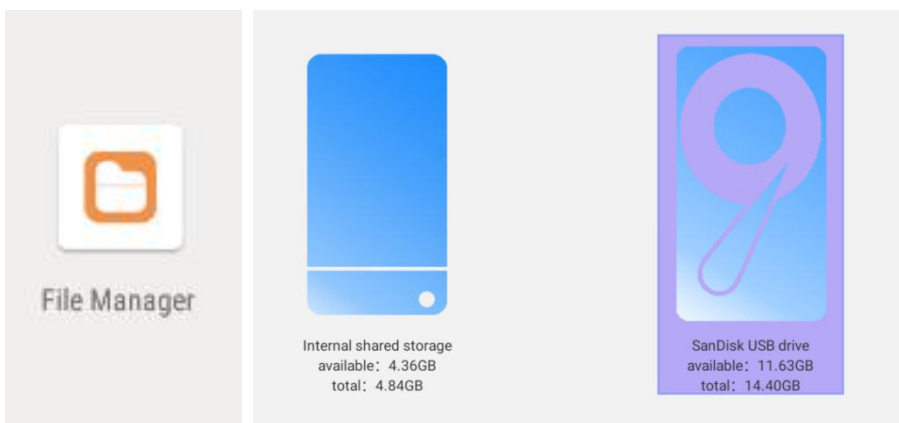 File Manager
Internal shared storage
available：4.36GB
total：4.84GB
SanDisk USB drive
available：11.63GB
total：14.40GB